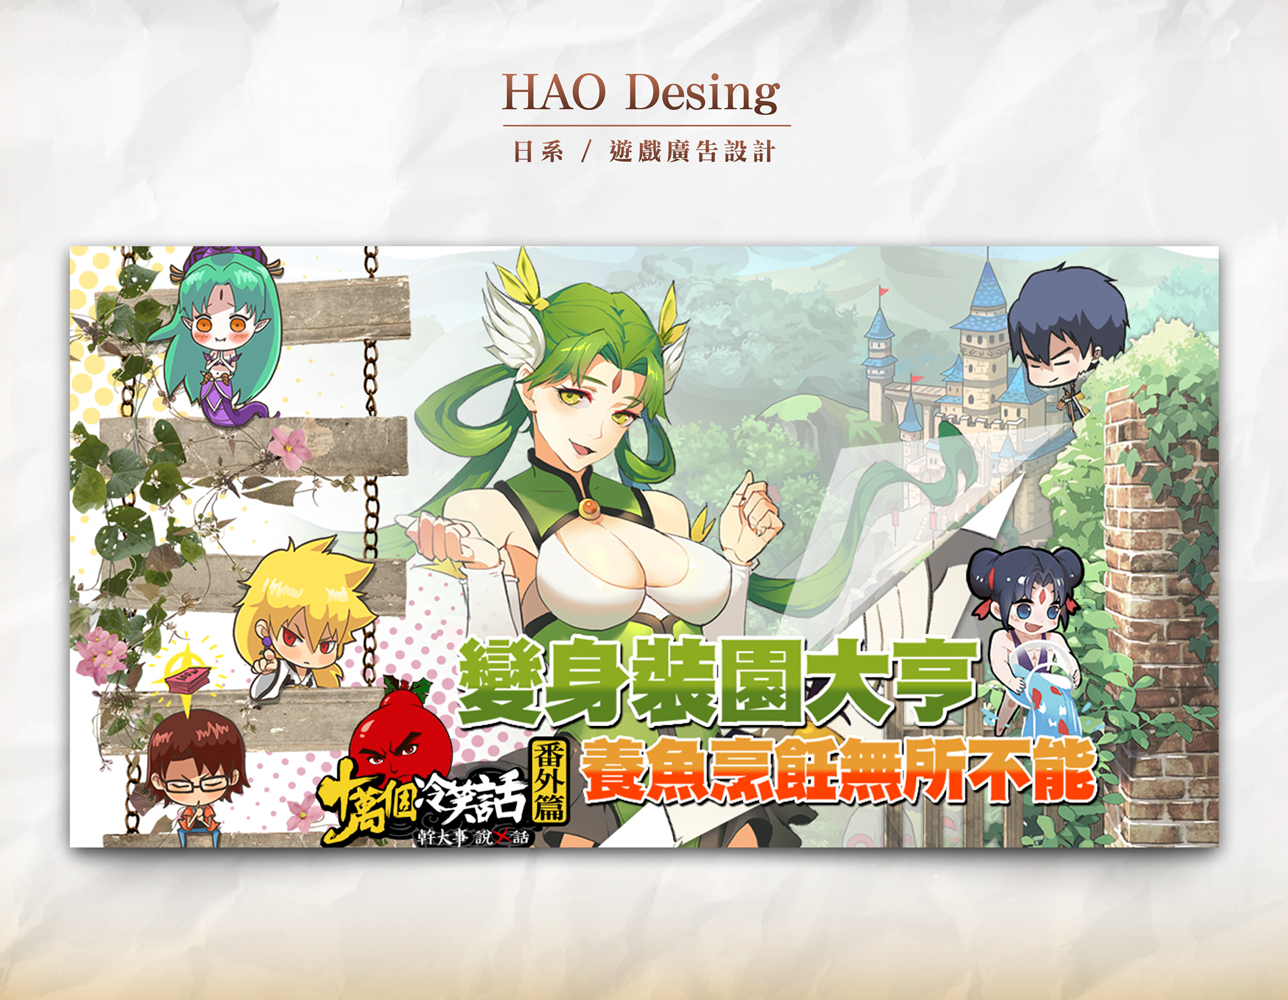 HAO Desing
日系 / 遊戲廣告設計
變身裝園大亨
養魚烹飪無所不能
十萬個冷笑話
番外篇
幹大事 說 話